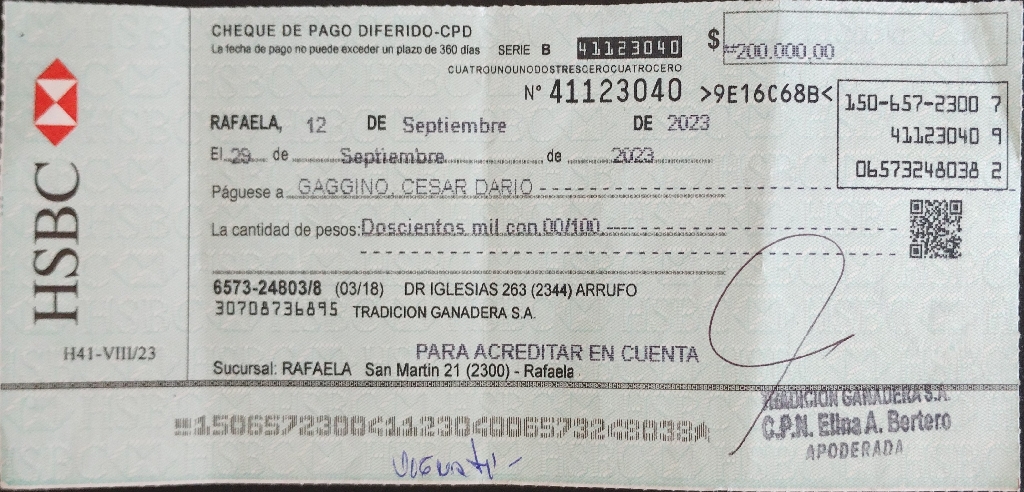 HSBC
H41-VIII/23
CHEQUE DE PAGO DIFERIDO-CPD
La fecha de pago no puede exceder un plazo de 360 días SERIE B 41123040 $ =200.000,00
CUATROUNOUNODOSTRESCEROCUATROCERO
N° 41123040 >9E16C68B<
150-657-2300 7
41123040 9
06573248038 2
RAFAELA, 12 DE Septiembre DE 2023
El 29 de Septiembre de 2023
Páguese a GAGGINO, CESAR DARIO
La cantidad de pesos: Doscientos mil con 00/100
6573-24803/8 (03/18) DR IGLESIAS 263 (2344) ARRUFO
30708736895 TRADICION GANADERA S.A.
PARA ACREDITAR EN CUENTA
Sucursal: RAFAELA San Martin 21 (2300) - Rafaela
TRADICION GANADERA S.A.
C.P.N. Elina A. Bertero
APODERADA